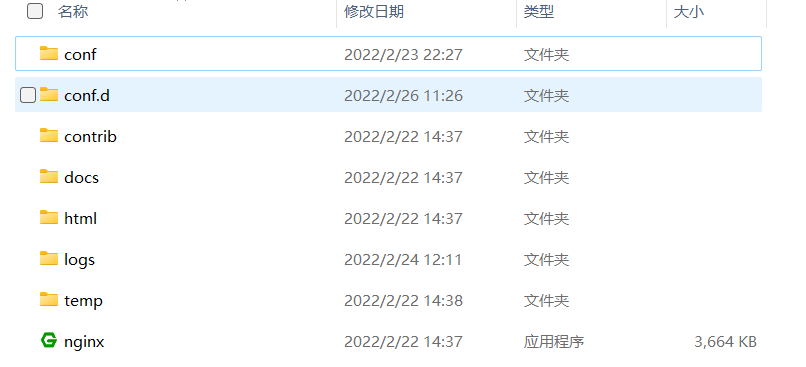 名称 修改日期 类型 大小
conf 2022/2/23 22:27 文件夹
conf.d 2022/2/26 11:26 文件夹
contrib 2022/2/22 14:37 文件夹
docs 2022/2/22 14:37 文件夹
html 2022/2/22 14:37 文件夹
logs 2022/2/24 12:11 文件夹
temp 2022/2/22 14:38 文件夹
nginx 2022/2/22 14:37 应用程序 3,664 KB